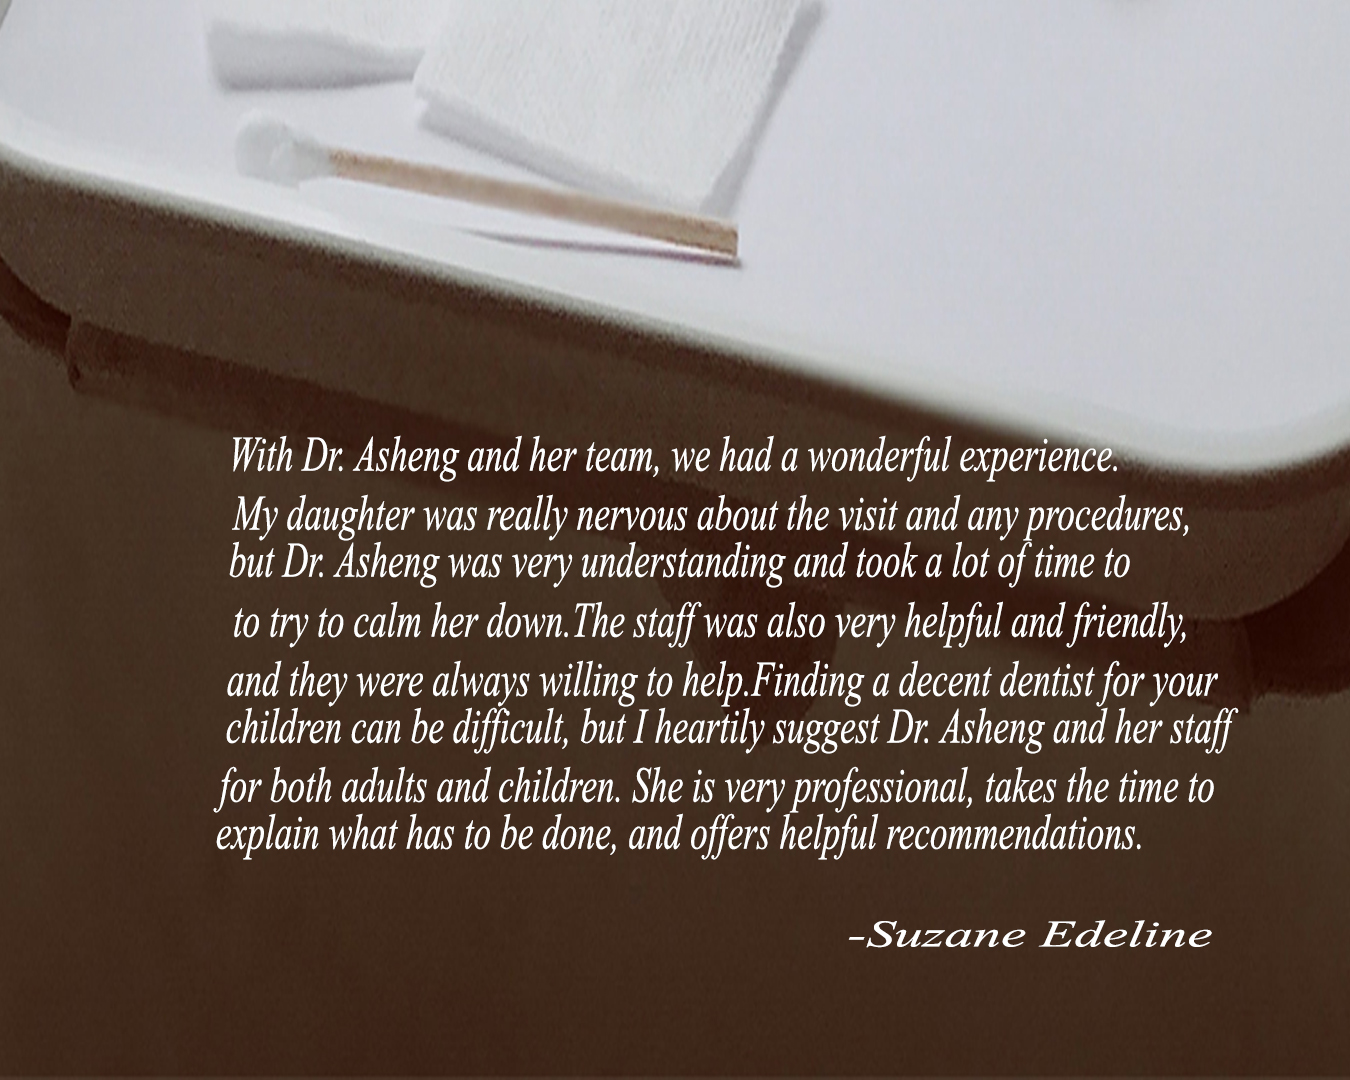 With Dr. Asheng and her team, we had a wonderful experience.
My daughter was really nervous about the visit and any procedures,
but Dr. Asheng was very understanding and took a lot of time to
to try to calm her down.The staff was also very helpful and friendly,
and they were always willing to help.Finding a decent dentist for your
children can be difficult, but I heartily suggest Dr. Asheng and her staff
for both adults and children. She is very professional, takes the time to
explain what has to be done, and offers helpful recommendations.
-Suzane Edeline